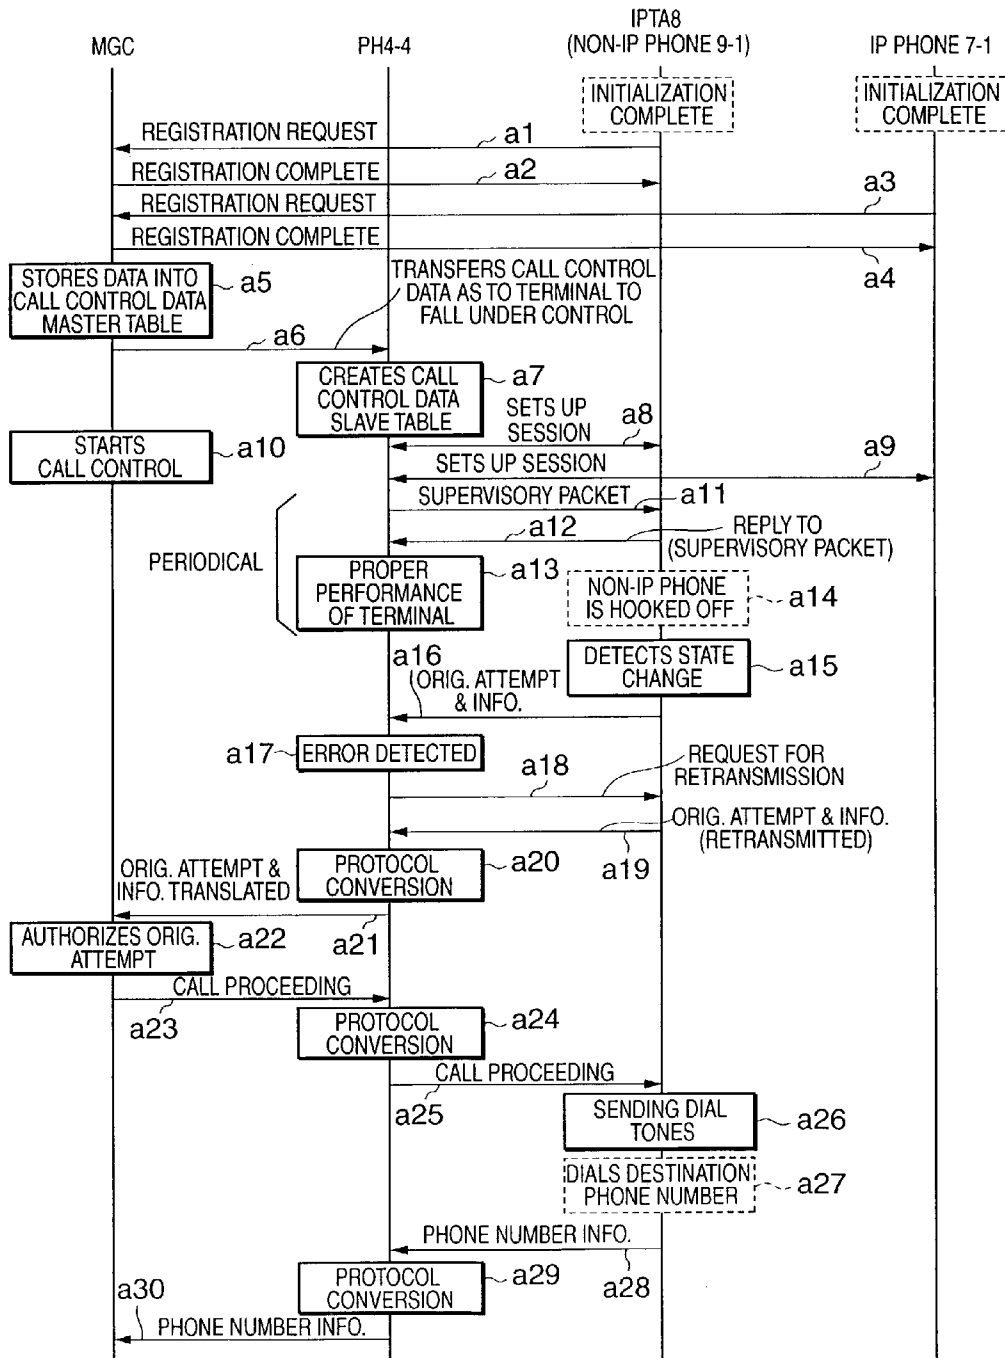 MGC
PH4-4
IPTA8
(NON-IP PHONE 9-1)
IP PHONE 7-1
INITIALIZATION
COMPLETE
INITIALIZATION
COMPLETE
REGISTRATION REQUEST
a1
REGISTRATION COMPLETE
a2
REGISTRATION REQUEST
a3
REGISTRATION COMPLETE
a4
STORES DATA INTO
CALL CONTROL DATA
MASTER TABLE
a5
TRANSFERS CALL CONTROL
DATA AS TO TERMINAL TO
FALL UNDER CONTROL
a6
CREATES CALL
CONTROL DATA
SLAVE TABLE
a7
SETS UP
SESSION
a8
STARTS
CALL CONTROL
a10
SETS UP SESSION
a9
SUPERVISORY PACKET
a11
a12
REPLY TO
(SUPERVISORY PACKET)
PERIODICAL
PROPER
PERFORMANCE
OF TERMINAL
a13
NON-IP PHONE
IS HOOKED OFF
a14
DETECTS STATE
CHANGE
a15
a16
ORIG. ATTEMPT
& INFO.
a17
ERROR DETECTED
a18
REQUEST FOR
RETRANSMISSION
ORIG. ATTEMPT & INFO.
(RETRANSMITTED)
a19
PROTOCOL
CONVERSION
a20
ORIG. ATTEMPT &
INFO. TRANSLATED
a21
AUTHORIZES ORIG.
ATTEMPT
a22
CALL PROCEEDING
a23
PROTOCOL
CONVERSION
a24
CALL PROCEEDING
a25
SENDING DIAL
TONES
a26
DIALS DESTINATION
PHONE NUMBER
a27
PHONE NUMBER INFO.
a28
PROTOCOL
CONVERSION
a29
a30
PHONE NUMBER INFO.